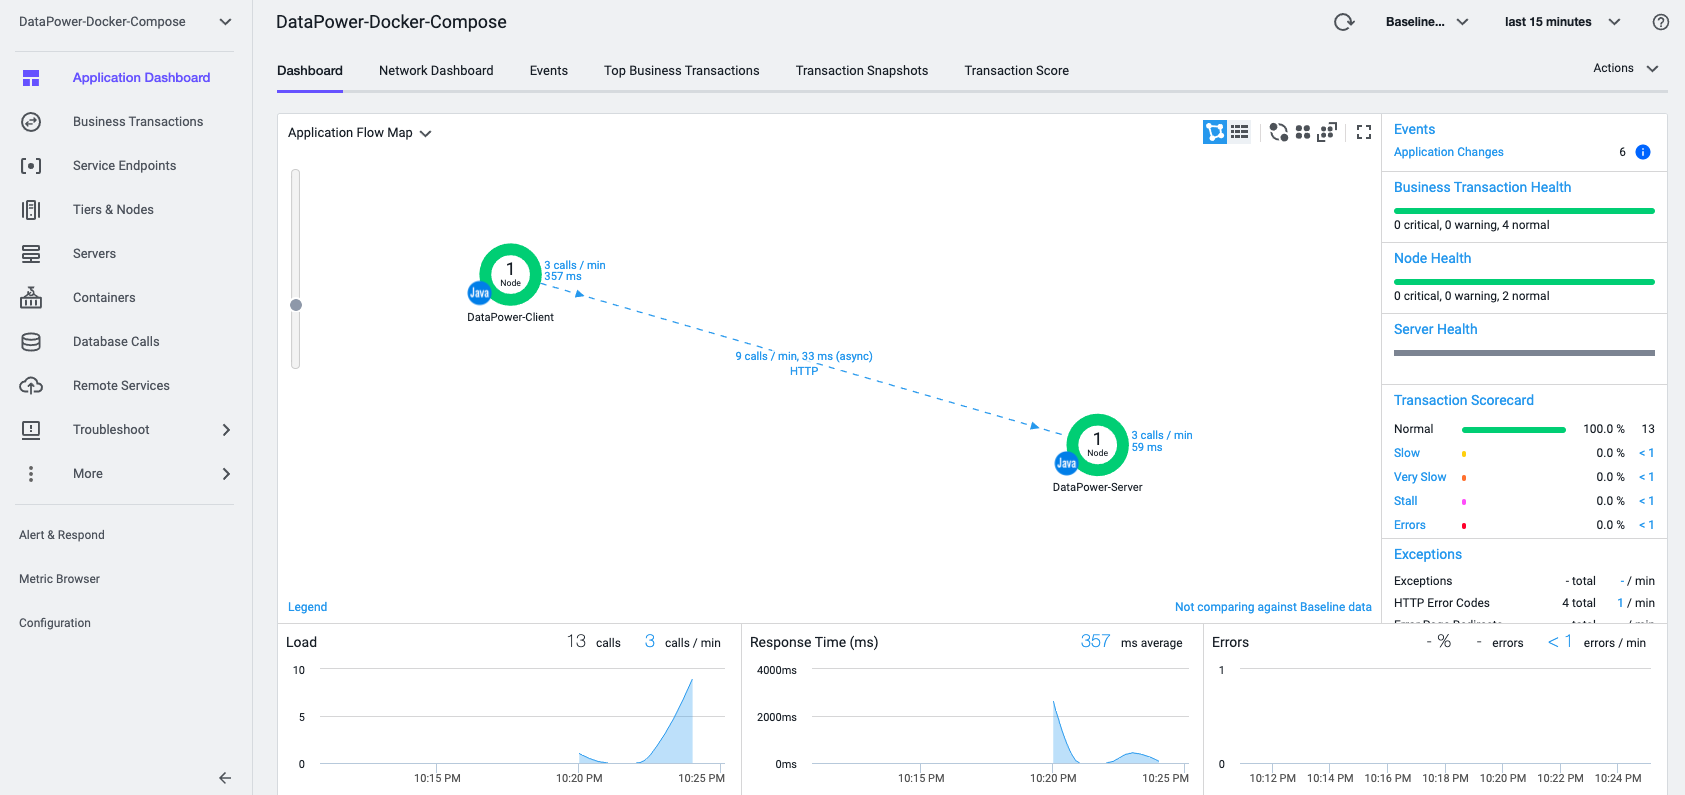 DataPower-Docker-Compose
Application Dashboard
Business Transactions
Service Endpoints
Tiers & Nodes
Servers
Containers
Database Calls
Remote Services
Troubleshoot
More
Alert & Respond
Metric Browser
Configuration
DataPower-Docker-Compose
Baseline...
last 15 minutes
Dashboard
Network Dashboard
Events
Top Business Transactions
Transaction Snapshots
Transaction Score
Actions
Application Flow Map
1
Node
Java
3 calls / min
357 ms
DataPower-Client
9 calls / min, 33 ms (async)
HTTP
1
Node
Java
3 calls / min
59 ms
DataPower-Server
Legend
Not comparing against Baseline data
Events
Application Changes 6
Business Transaction Health
0 critical, 0 warning, 4 normal
Node Health
0 critical, 0 warning, 2 normal
Server Health
Transaction Scorecard
Normal 100.0 % 13
Slow 0.0 % < 1
Very Slow 0.0 % < 1
Stall 0.0 % < 1
Errors 0.0 % < 1
Exceptions
Exceptions - total - / min
HTTP Error Codes 4 total 1 / min
Load 13 calls 3 calls / min
10
5
0
10:15 PM 10:20 PM 10:25 PM
Response Time (ms) 357 ms average
4000ms
2000ms
0ms
10:15 PM 10:20 PM 10:25 PM
Errors - % - errors < 1 errors / min
1
0
10:12 PM 10:14 PM 10:16 PM 10:18 PM 10:20 PM 10:22 PM 10:24 PM